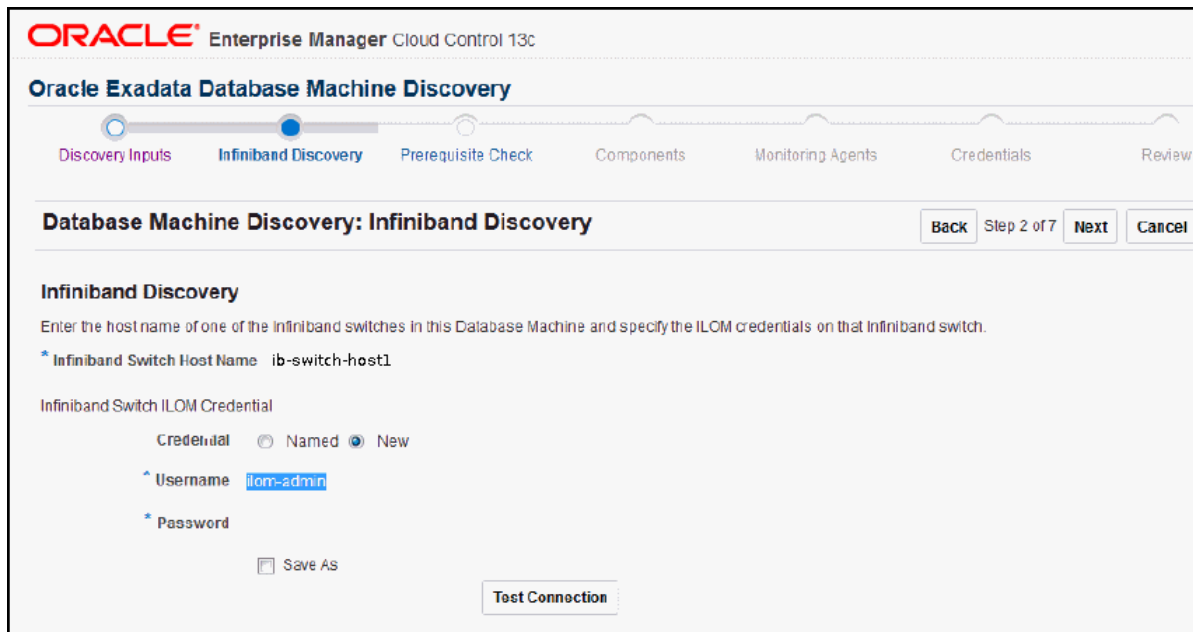 ORACLE® Enterprise Manager Cloud Control 13c
Oracle Exadata Database Machine Discovery
Discovery Inputs Infiniband Discovery Prerequisite Check Components Monitoring Agents Credentials Review
Database Machine Discovery: Infiniband Discovery Back Step 2 of 7 Next Cancel
Infiniband Discovery
Enter the host name of one of the Infiniband switches in this Database Machine and specify the ILOM credentials on that Infiniband switch.
* Infiniband Switch Host Name ib-switch-host1
Infiniband Switch ILOM Credential
Credential Named New
* Username ilom-admin
* Password
Save As
Test Connection